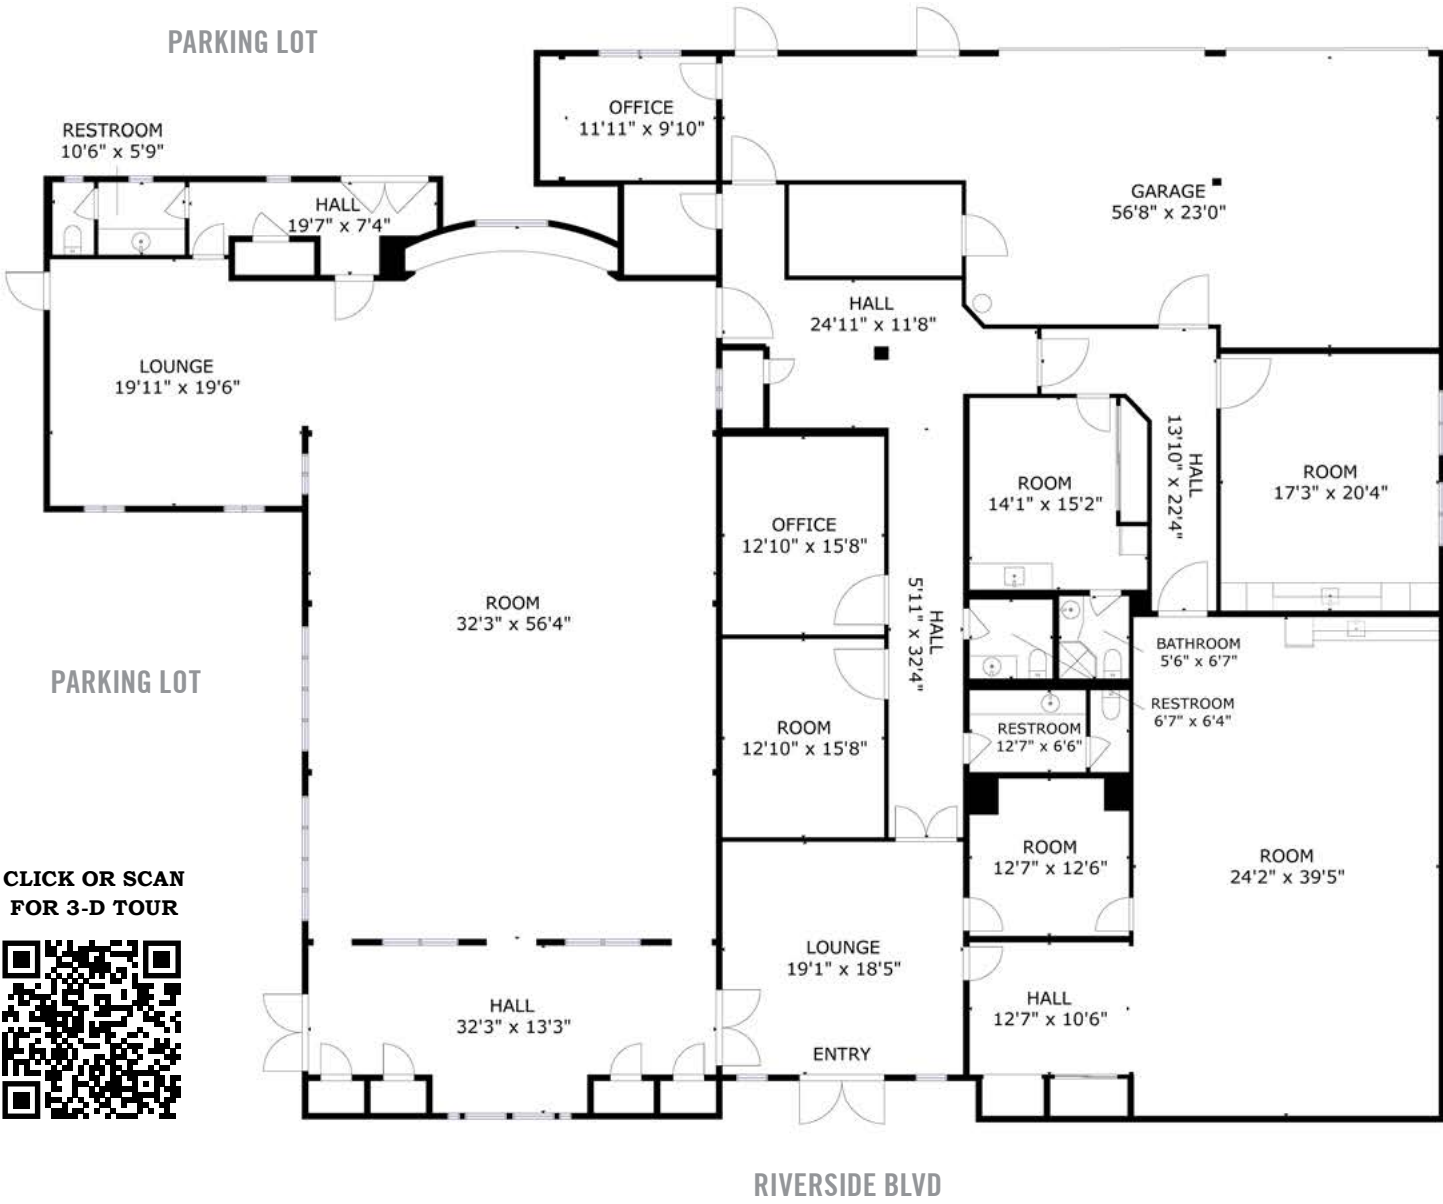 PARKING LOT
OFFICE
11'11" x 9'10"
RESTROOM
10'6" x 5'9"
HALL
19'7" x 7'4"
GARAGE
56'8" x 23'0"
HALL
24'11" x 11'8"
LOUNGE
19'11" x 19'6"
HALL
13'10" x 22'4"
ROOM
17'3" x 20'4"
ROOM
14'1" x 15'2"
OFFICE
12'10" x 15'8"
ROOM
32'3" x 56'4"
HALL
5'11" x 32'4"
BATHROOM
5'6" x 6'7"
PARKING LOT
RESTROOM
6'7" x 6'4"
ROOM
12'10" x 15'8"
RESTROOM
12'7" x 6'6"
ROOM
12'7" x 12'6"
ROOM
24'2" x 39'5"
CLICK OR SCAN
FOR 3-D TOUR
LOUNGE
19'1" x 18'5"
HALL
32'3" x 13'3"
HALL
12'7" x 10'6"
ENTRY
RIVERSIDE BLVD